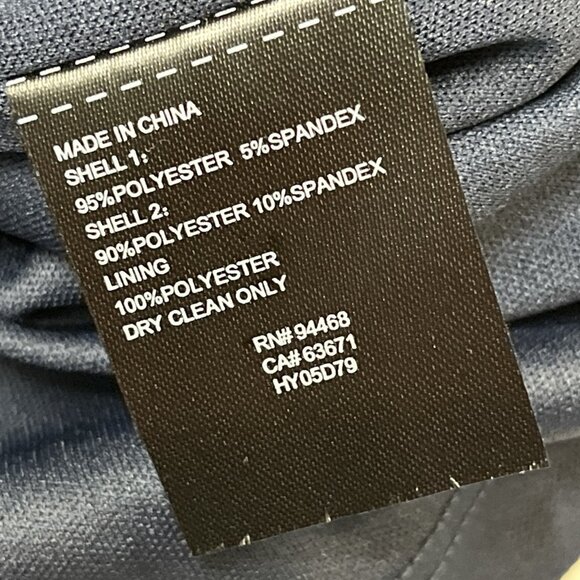 MADE IN CHINA
SHELL 1:
95%POLYESTER 5%SPANDEX
SHELL 2:
90%POLYESTER 10%SPANDEX
LINING
100%POLYESTER
DRY CLEAN ONLY
RN# 94468
CA# 63671
HY05D79